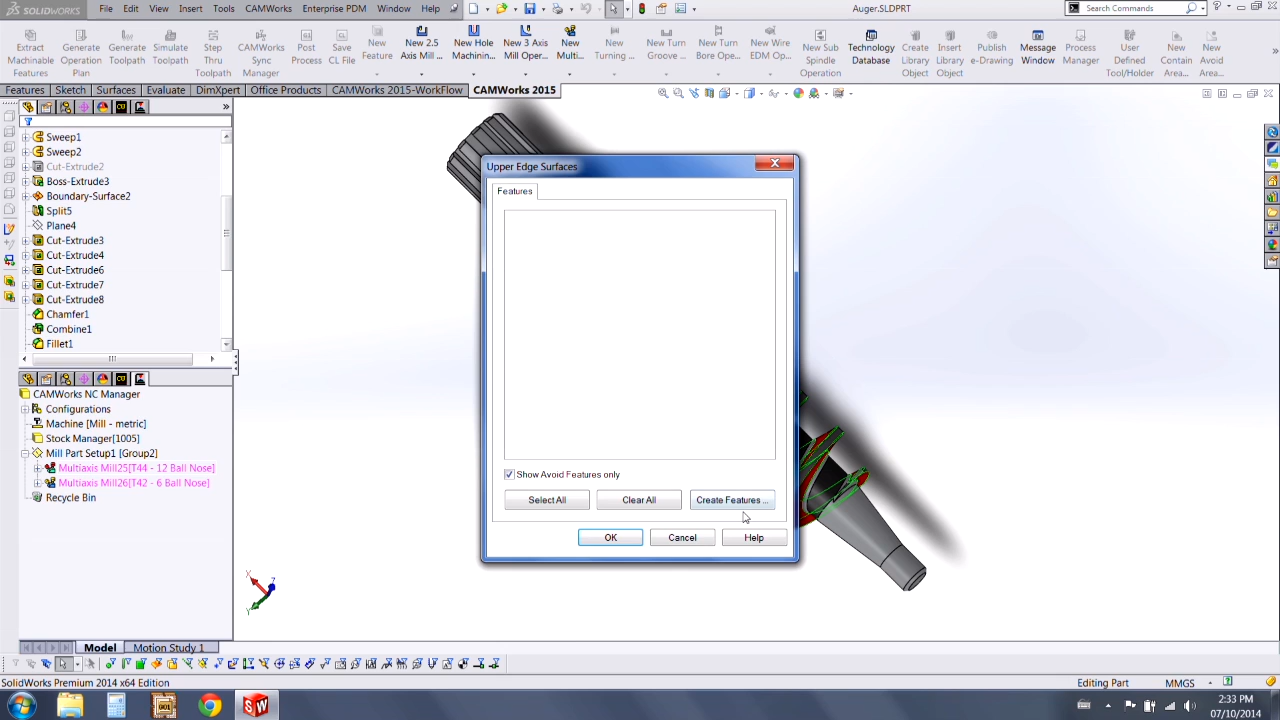 SOLIDWORKS File Edit View Insert Tools CAMWorks Enterprise PDM Window Help Auger.SLDPRT Search Commands
Extract Machinable Features
Generate Operation Plan
Generate Toolpath
Simulate Toolpath
Step Thru Toolpath
CAMWorks Sync Manager
Post Process
Save CL File
New Feature
New 2.5 Axis Mill ...
New Hole Machinin...
New 3 Axis Mill Oper...
New Multi...
New Turning ...
New Turn Groove ...
New Turn Bore Ope...
New Wire EDM Op...
New Sub Spindle Operation
Technology Database
Create Library Object
Insert Library Object
Publish e-Drawing
Message Window
Process Manager
User Defined Tool/Holder
New Contain Area...
New Avoid Area...
Features Sketch Surfaces Evaluate DimXpert Office Products CAMWorks 2015-WorkFlow CAMWorks 2015
Sweep1
Sweep2
Cut-Extrude2
Boss-Extrude3
Boundary-Surface2
Split5
Plane4
Cut-Extrude3
Cut-Extrude4
Cut-Extrude6
Cut-Extrude7
Cut-Extrude8
Chamfer1
Combine1
Fillet1
CAMWorks NC Manager
Configurations
Machine [Mill - metric]
Stock Manager[1005]
Mill Part Setup1 [Group2]
Multiaxis Mill25[T44 - 12 Ball Nose]
Multiaxis Mill26[T42 - 6 Ball Nose]
Recycle Bin
Upper Edge Surfaces
Features
Show Avoid Features only
Select All Clear All Create Features ...
OK Cancel Help
X Z
Y
Model Motion Study 1
SolidWorks Premium 2014 x64 Edition Editing Part MMGS
2:33 PM
07/10/2014